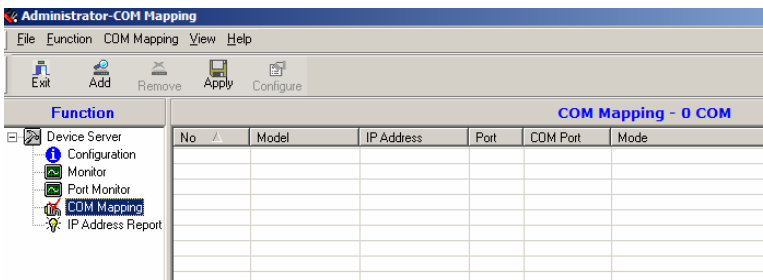 Administrator-COM Mapping
File Function COM Mapping View Help
Exit Add Remove Apply Configure
Function
COM Mapping - 0 COM
Device Server
Configuration
Monitor
Port Monitor
COM Mapping
IP Address Report
No Model IP Address Port COM Port Mode